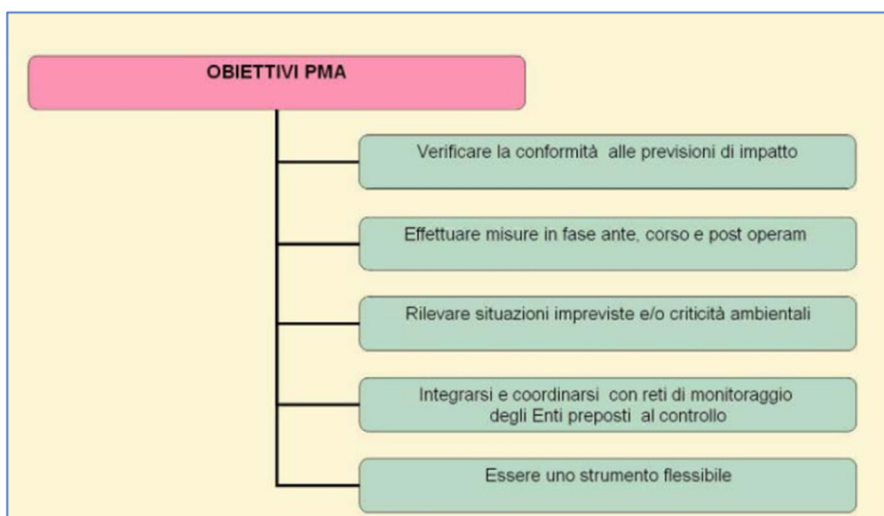 OBIETTIVI PMA
Verificare la conformità alle previsioni di impatto
Effettuare misure in fase ante, corso e post operam
Rilevare situazioni impreviste e/o criticità ambientali
Integrarsi e coordinarsi con reti di monitoraggio
degli Enti preposti al controllo
Essere uno strumento flessibile